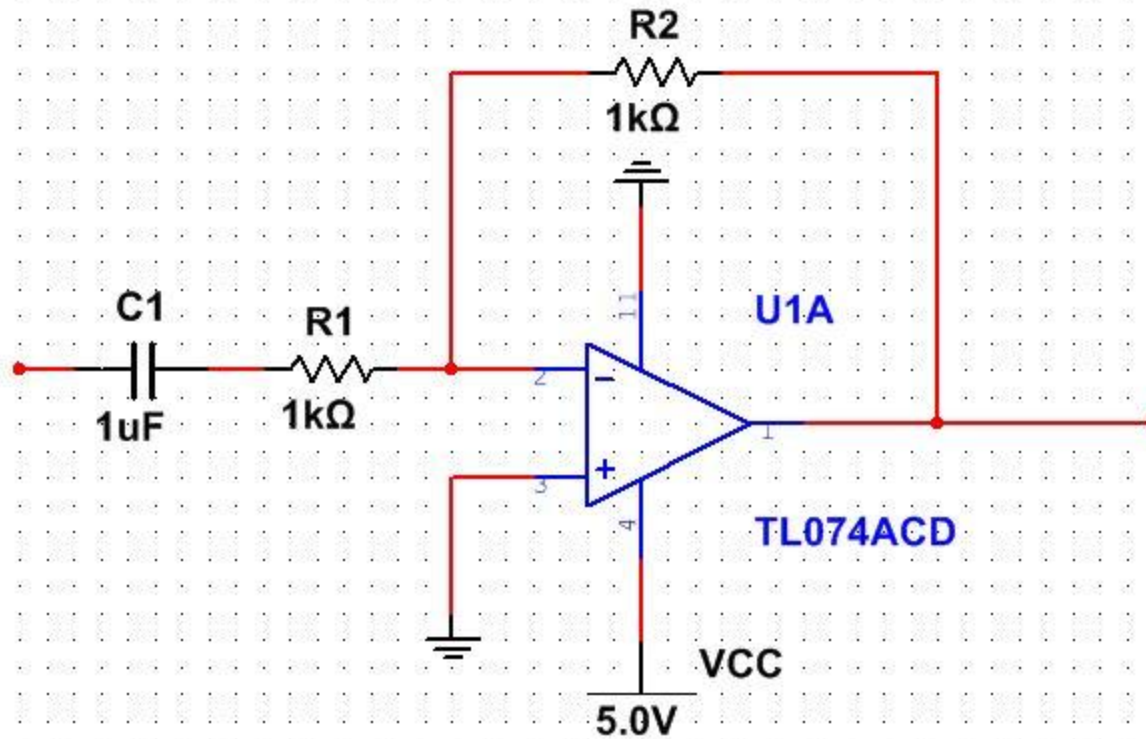 R2
1kΩ
C1
1uF
R1
1kΩ
11
U1A
2
−
1
+
3
4
TL074ACD
VCC
5.0V